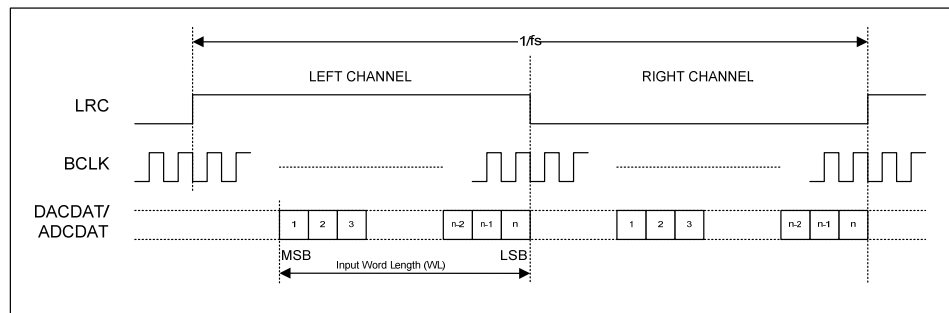 1/fs
LEFT CHANNEL RIGHT CHANNEL
LRC
BCLK
DACDAT/
ADCDAT
1 2 3 n-2 n-1 n 1 2 3 n-2 n-1 n
MSB LSB
Input Word Length (WL)